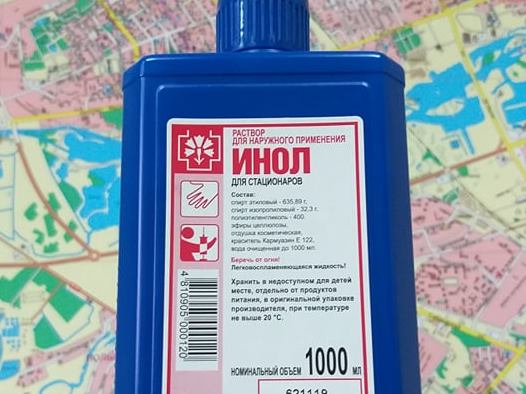 РАСТВОР
ДЛЯ НАРУЖНОГО ПРИМЕНЕНИЯ
ИНОЛ
ДЛЯ СТАЦИОНАРОВ
Состав:
спирт этиловый - 635,89 г,
спирт изопропиловый - 32,3 г,
полиэтиленгликоль - 400
эфиры целлюлозы,
отдушка косметическая,
краситель Кармуазин Е 122,
вода очищенная до 1000 мл.
Беречь от огня!
Легковоспламеняющаяся жидкость!
Хранить в недоступном для детей
месте, отдельно от продуктов
питания, в оригинальной упаковке
производителя, при температуре
не выше 20 °С.
4 810905 000120
НОМИНАЛЬНЫЙ ОБЪЕМ 1000 мл
621119